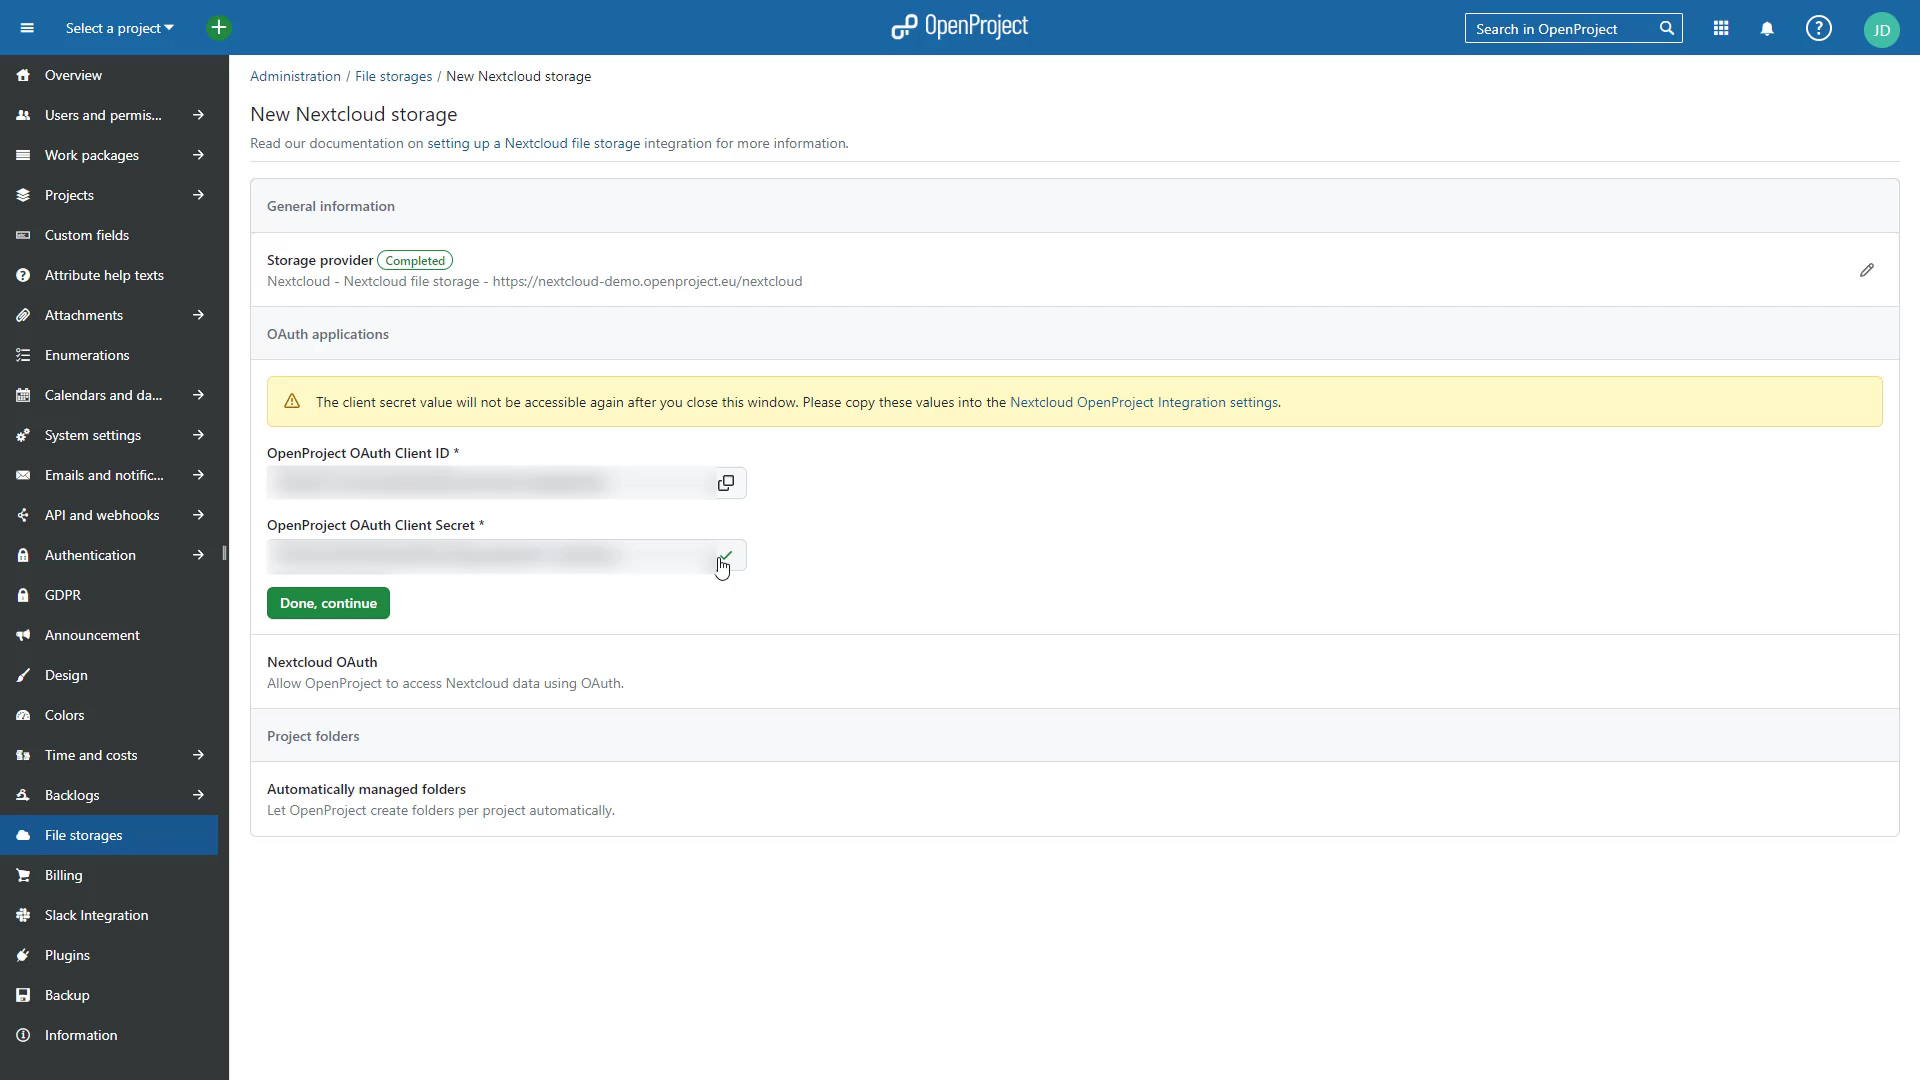 Select a project
OpenProject
Search in OpenProject
JD
Overview
Users and permis...
Work packages
Projects
Custom fields
Attribute help texts
Attachments
Enumerations
Calendars and da...
System settings
Emails and notific...
API and webhooks
Authentication
GDPR
Announcement
Design
Colors
Time and costs
Backlogs
File storages
Billing
Slack Integration
Plugins
Backup
Information
Administration / File storages / New Nextcloud storage
New Nextcloud storage
Read our documentation on setting up a Nextcloud file storage integration for more information.
General information
Storage provider Completed
Nextcloud - Nextcloud file storage - https://nextcloud-demo.openproject.eu/nextcloud
OAuth applications
The client secret value will not be accessible again after you close this window. Please copy these values into the Nextcloud OpenProject Integration settings.
OpenProject OAuth Client ID *
OpenProject OAuth Client Secret *
Done, continue
Nextcloud OAuth
Allow OpenProject to access Nextcloud data using OAuth.
Project folders
Automatically managed folders
Let OpenProject create folders per project automatically.